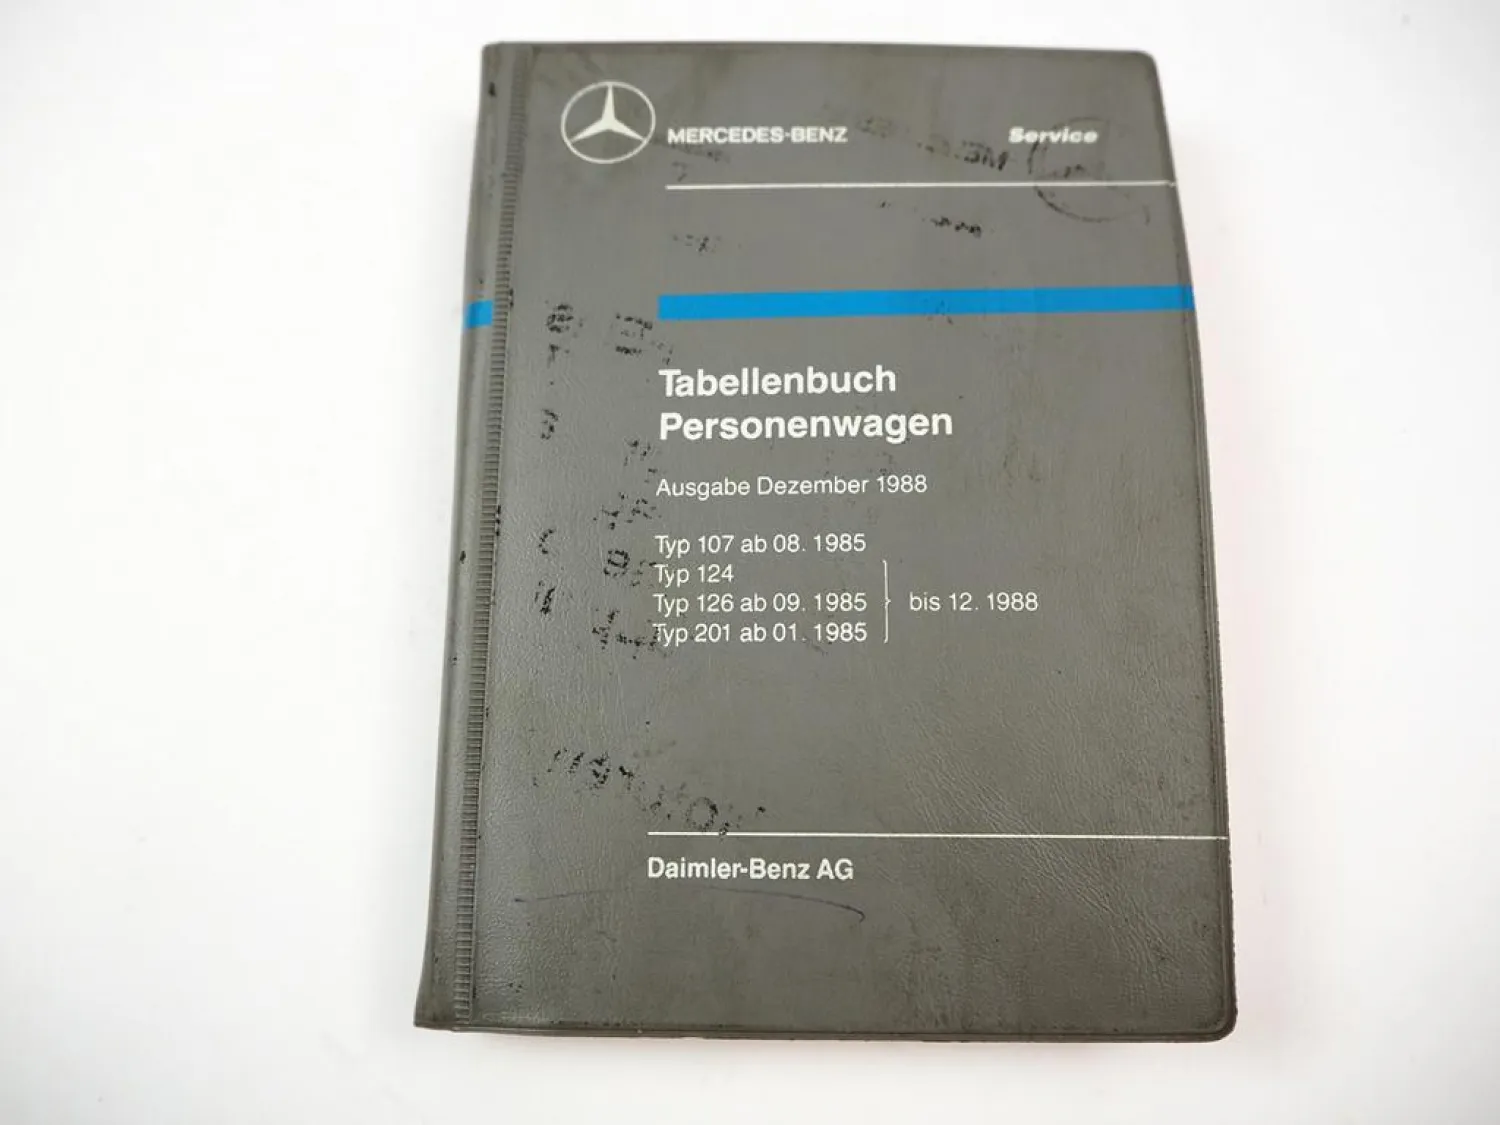 MERCEDES-BENZ Service
Tabellenbuch
Personenwagen
Ausgabe Dezember 1988
Typ 107 ab 08. 1985
Typ 124
Typ 126 ab 09. 1985 bis 12. 1988
Typ 201 ab 01. 1985
Daimler-Benz AG